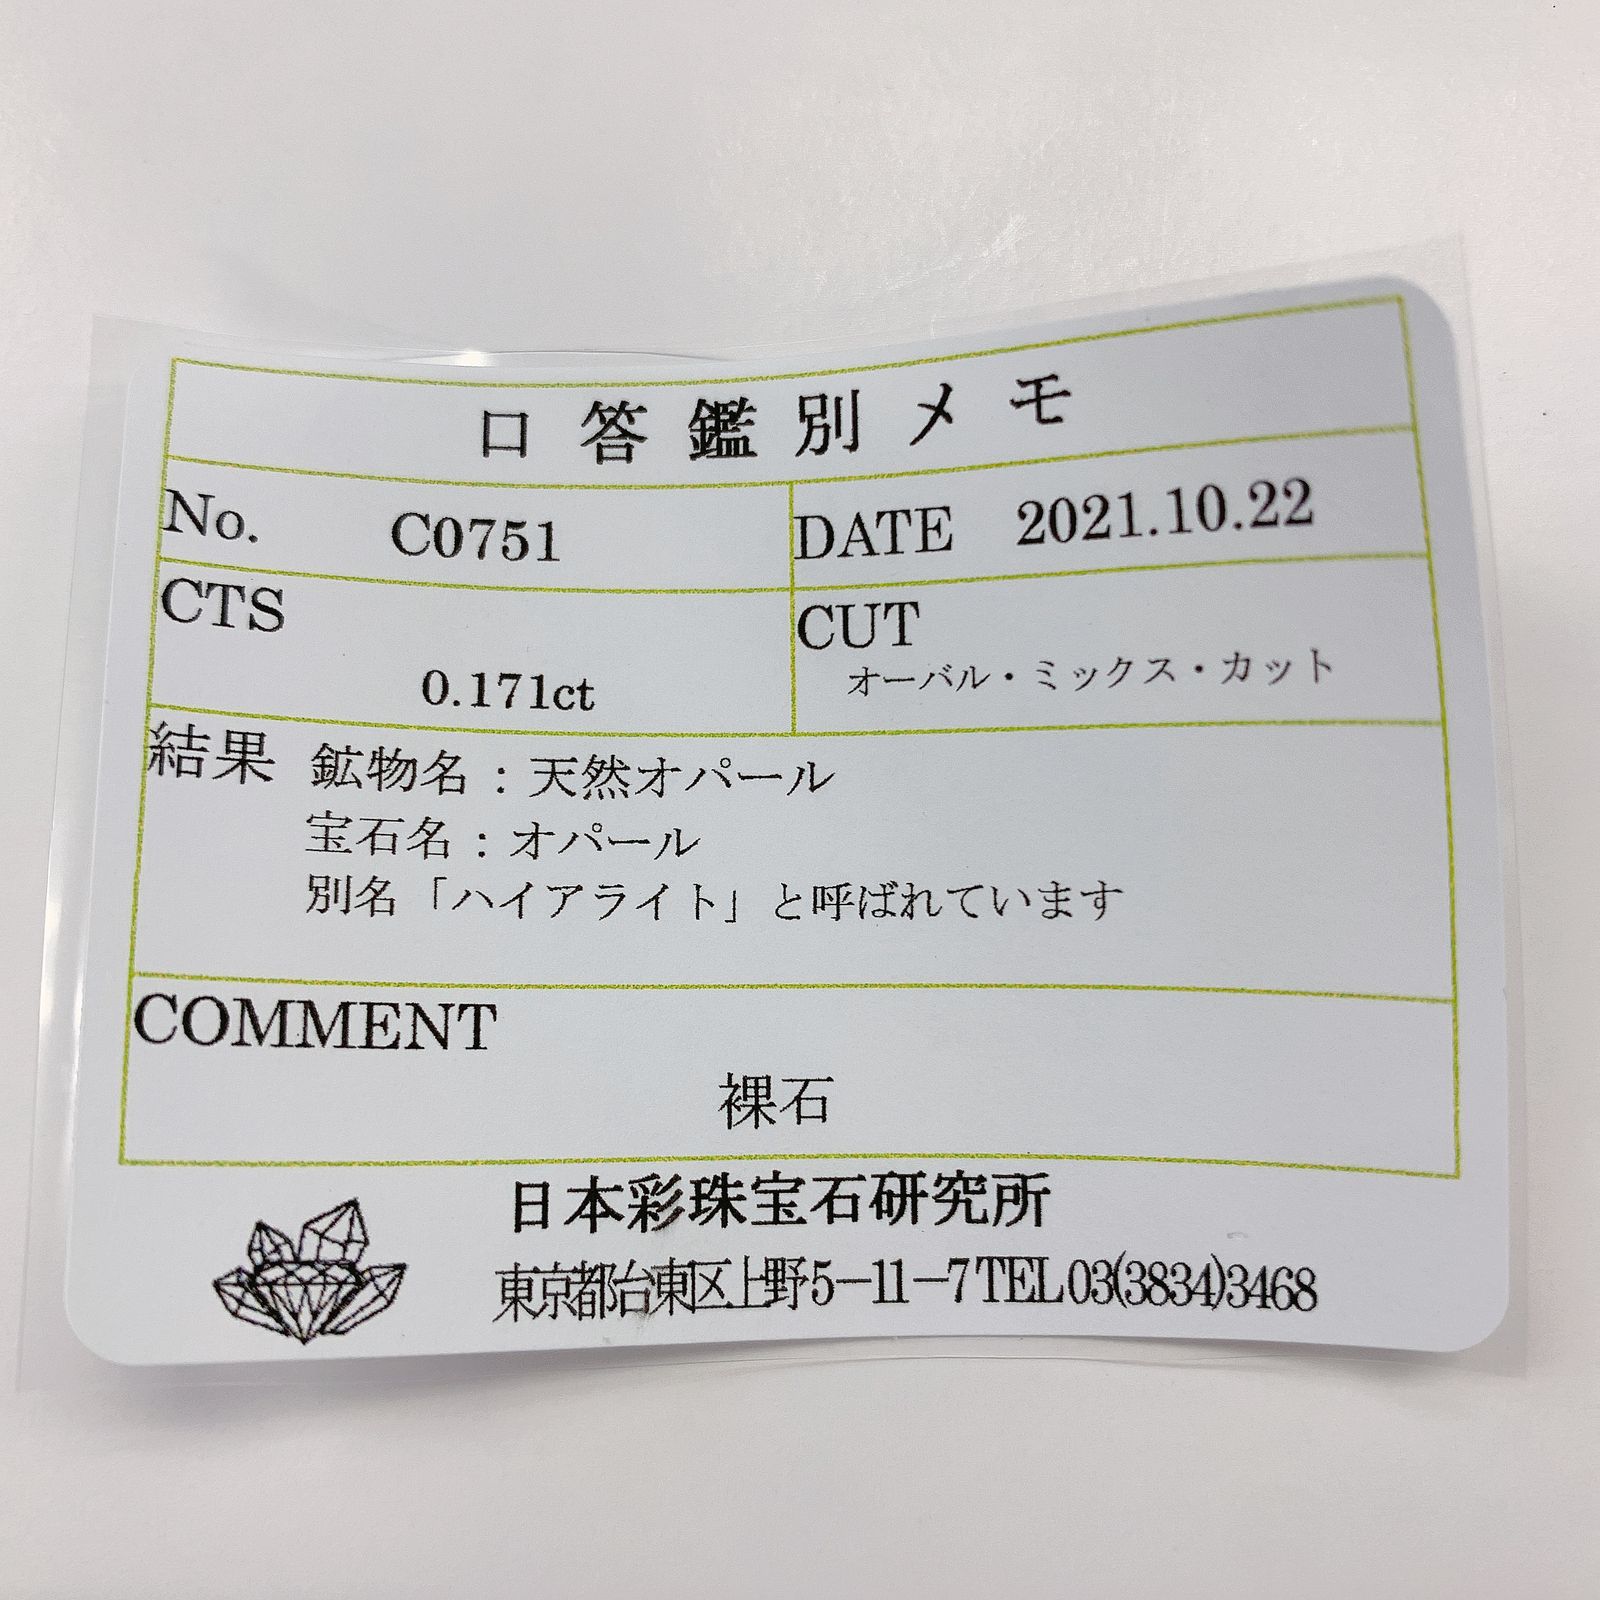 口答鑑別メモ
No. C0751
DATE 2021.10.22
CTS
0.171ct
CUT
オーバル・ミックス・カット
結果 鉱物名：天然オパール
宝石名：オパール
別名「ハイアライト」と呼ばれています
COMMENT
裸石
日本彩珠宝石研究所
東京都台東区上野5－11－7 TEL 03(3834)3468